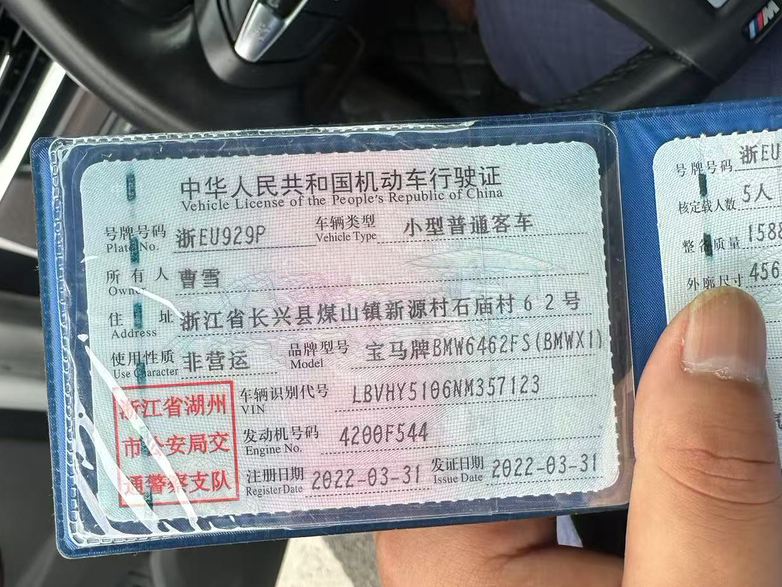 中华人民共和国机动车行驶证
Vehicle License of the People's Republic of China
号牌号码 浙EU929P 车辆类型 小型普通客车
Plate No. Vehicle Type
所有人 曹雪
Owner
住址 浙江省长兴县煤山镇新源村石庙村62号
Address
使用性质 非营运 品牌型号 宝马牌BMW6462FS(BMWX1)
Use Character Model
浙江省湖州
市公安局交
通警察支队
车辆识别代号 LBVHY5106NM357123
VIN
发动机号码 4200F544
Engine No.
注册日期 2022-03-31 发证日期 2022-03-31
Register Date Issue Date
号牌号码 浙EU
核定载人数 5人
整备质量 1588
外廓尺寸 456
M